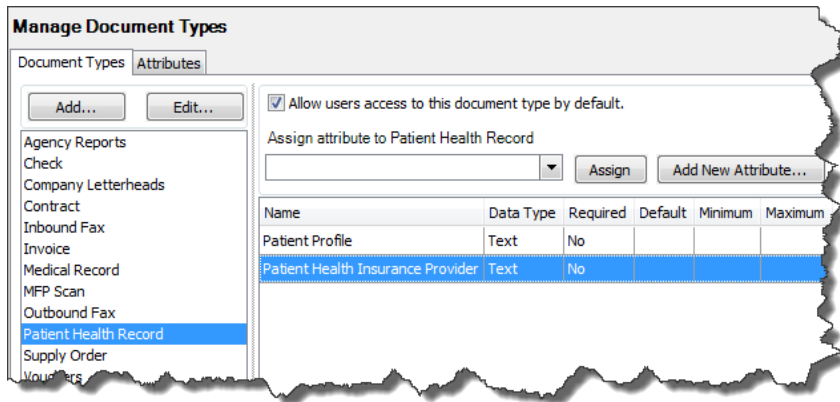 Manage Document Types
Document Types Attributes
Add... Edit...
Agency Reports
Check
Company Letterheads
Contract
Inbound Fax
Invoice
Medical Record
MFP Scan
Outbound Fax
Patient Health Record
Supply Order
Allow users access to this document type by default.
Assign attribute to Patient Health Record
Assign Add New Attribute...
Name Data Type Required Default Minimum Maximum
Patient Profile Text No
Patient Health Insurance Provider Text No